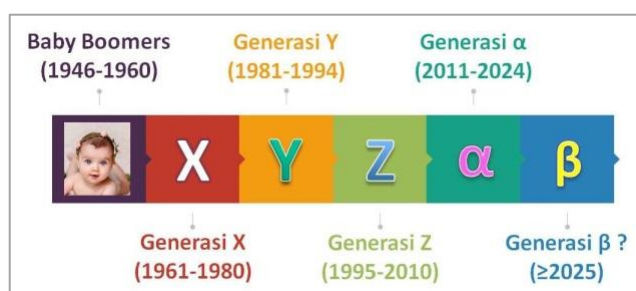 Baby Boomers
(1946-1960)
Generasi Y
(1981-1994)
Generasi α
(2011-2024)
X
Y
Z
α
β
Generasi X
(1961-1980)
Generasi Z
(1995-2010)
Generasi β ?
(≥2025)